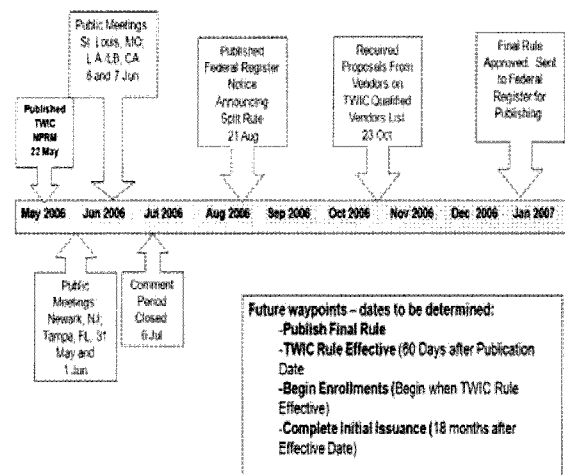 Public Meetings
St. Louis, MO;
LA/LB, CA
6 and 7 Jun
Published
TWIC
NPRM
22 May
Published
Federal Register
Notice
Announcing
Split Rule
21 Aug
Received
Proposals From
Vendors on
TWIC Qualified
Vendors List
23 Oct
Final Rule
Approved. Sent
to Federal
Register for
Publishing
May 2006 Jun 2006 Jul 2006 Aug 2006 Sep 2006 Oct 2006 Nov 2006 Dec 2006 Jan 2007
Public
Meetings
Newark, NJ;
Tampa, FL, 31
May and
1 Jun
Comment
Period
Closed
6 Jul
Future waypoints – dates to be determined:
-Publish Final Rule
-TWIC Rule Effective (60 Days after Publication
Date
-Begin Enrollments (Begin when TWIC Rule
Effective)
-Complete Initial Issuance (18 months after
Effective Date)